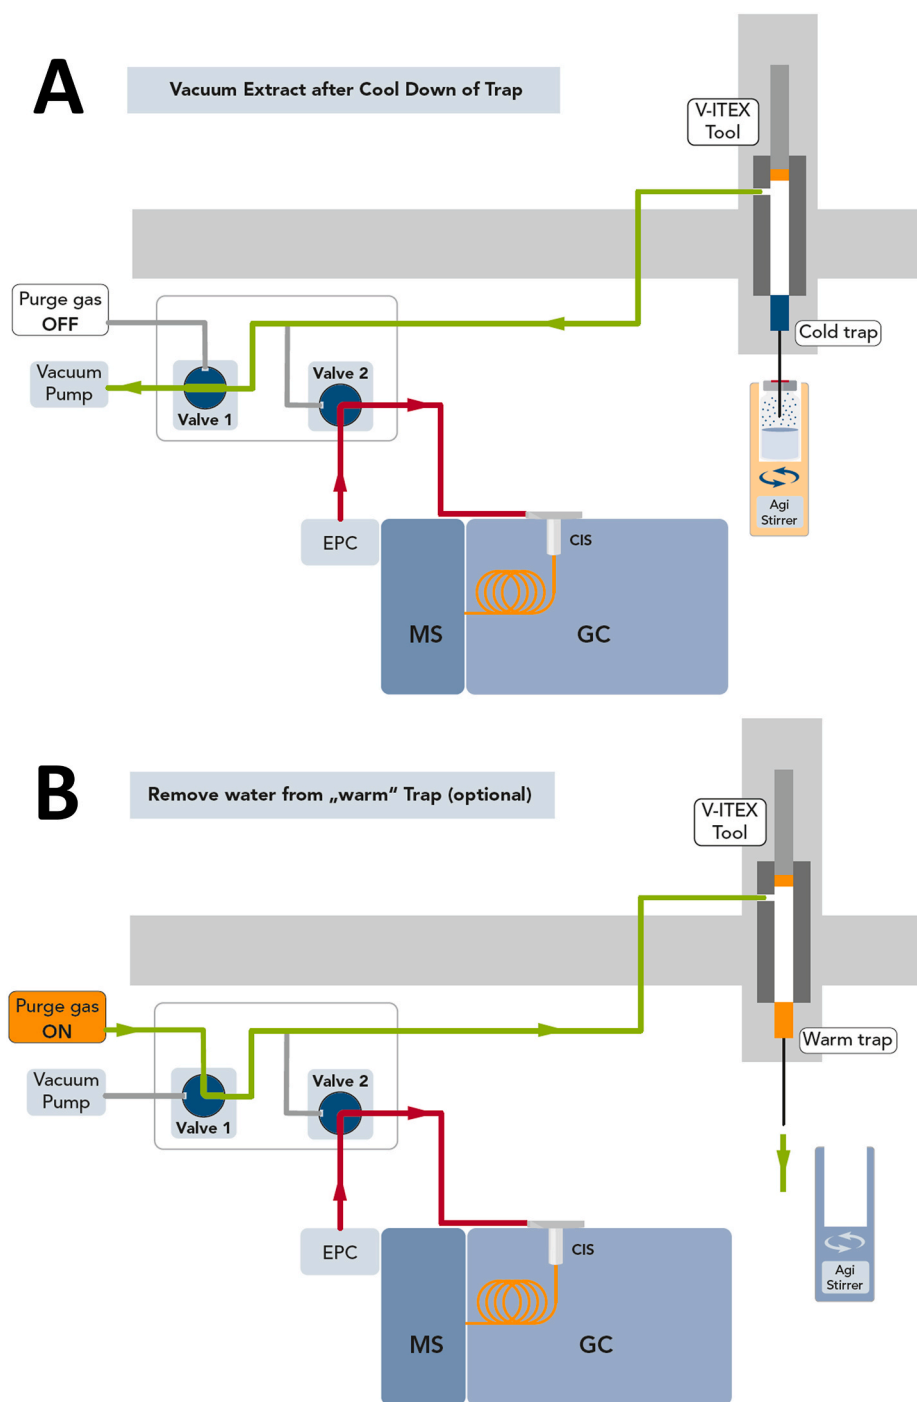 A
Vacuum Extract after Cool Down of Trap
V-ITEX
Tool
Purge gas
OFF
Cold trap
Vacuum
Pump
Valve 2
Valve 1
Agi
Stirrer
EPC
CIS
MS
GC
B
Remove water from „warm“ Trap (optional)
V-ITEX
Tool
Purge gas
ON
Warm trap
Vacuum
Pump
Valve 2
Valve 1
EPC
CIS
Agi
Stirrer
MS
GC